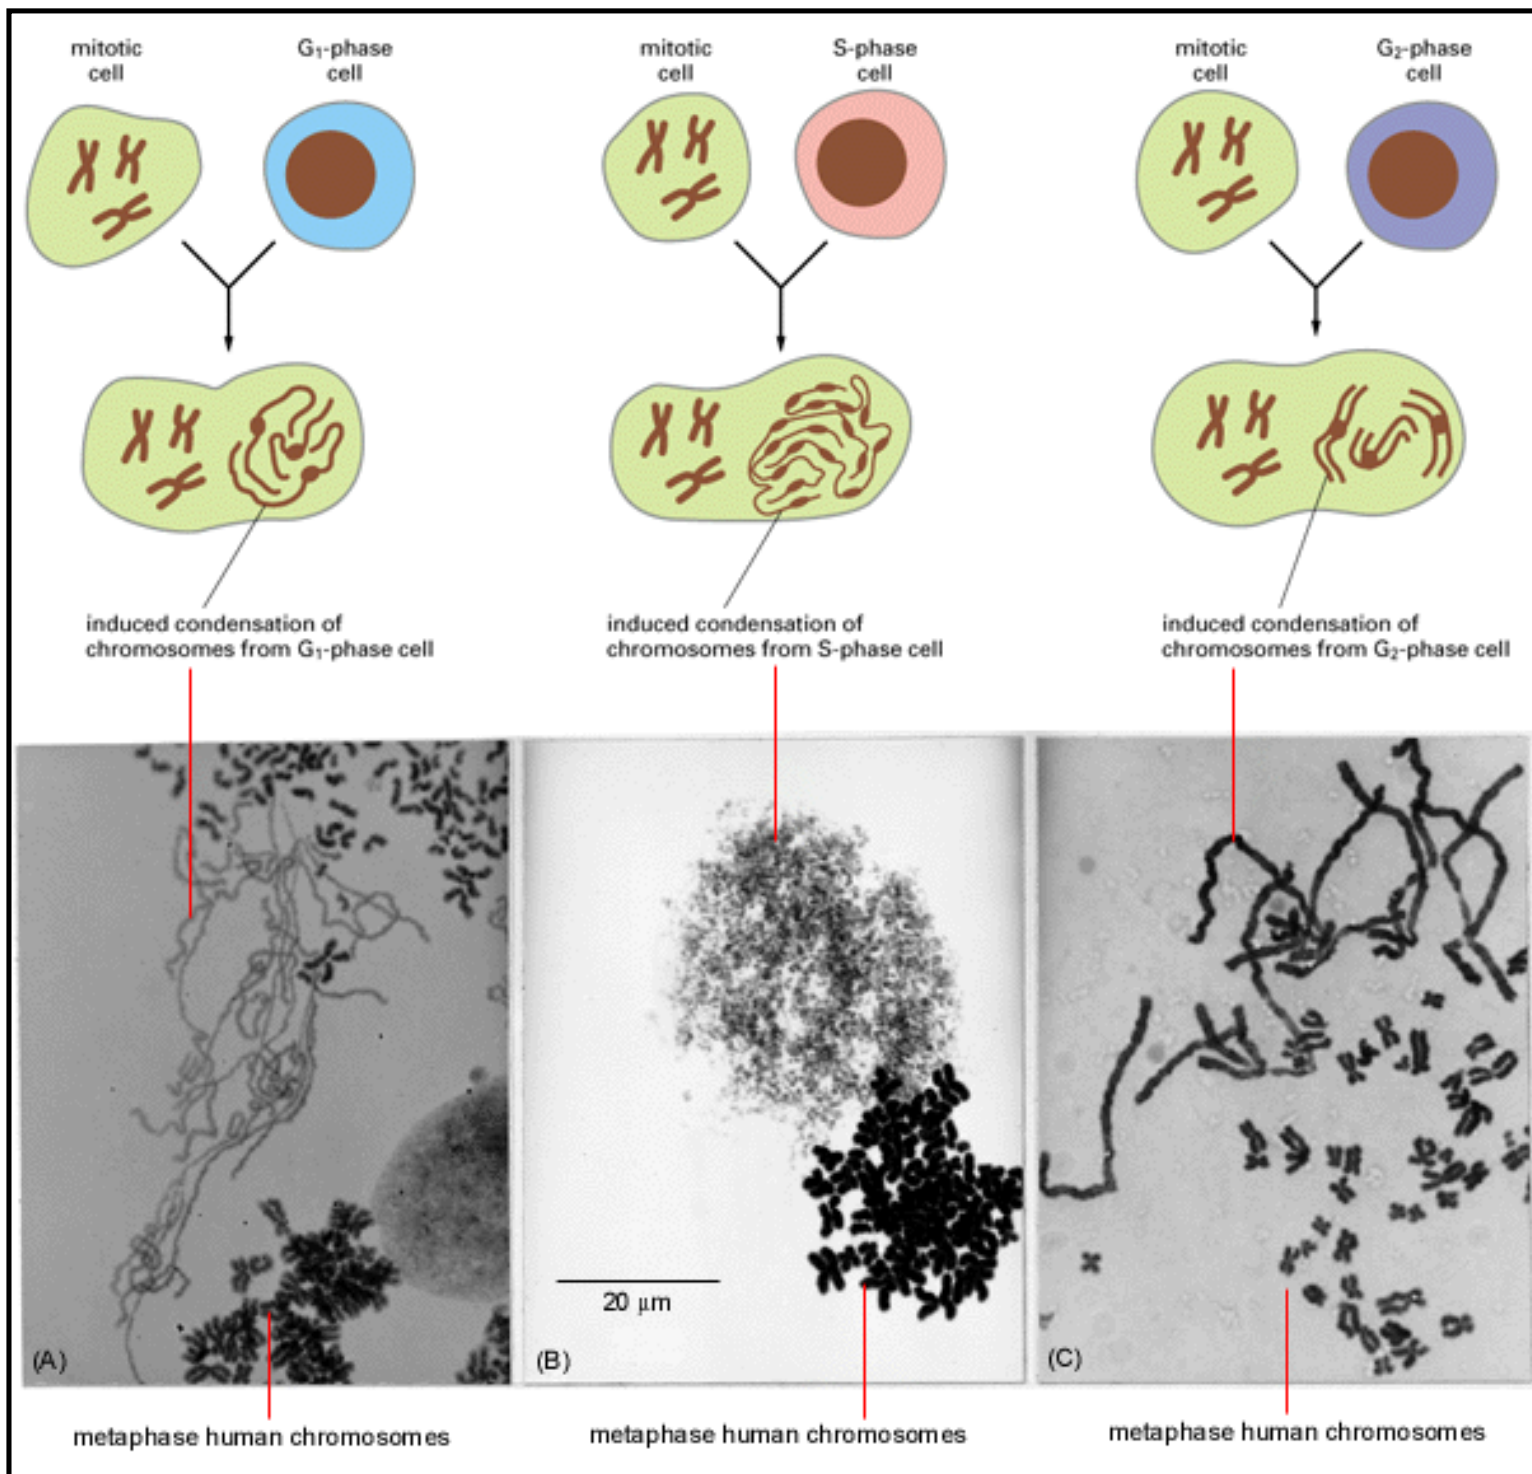 mitotic
cell
G₁-phase
cell
mitotic
cell
S-phase
cell
mitotic
cell
G₂-phase
cell
induced condensation of
chromosomes from G₁-phase cell
induced condensation of
chromosomes from S-phase cell
induced condensation of
chromosomes from G₂-phase cell
20 µm
(A)
(B)
(C)
metaphase human chromosomes
metaphase human chromosomes
metaphase human chromosomes